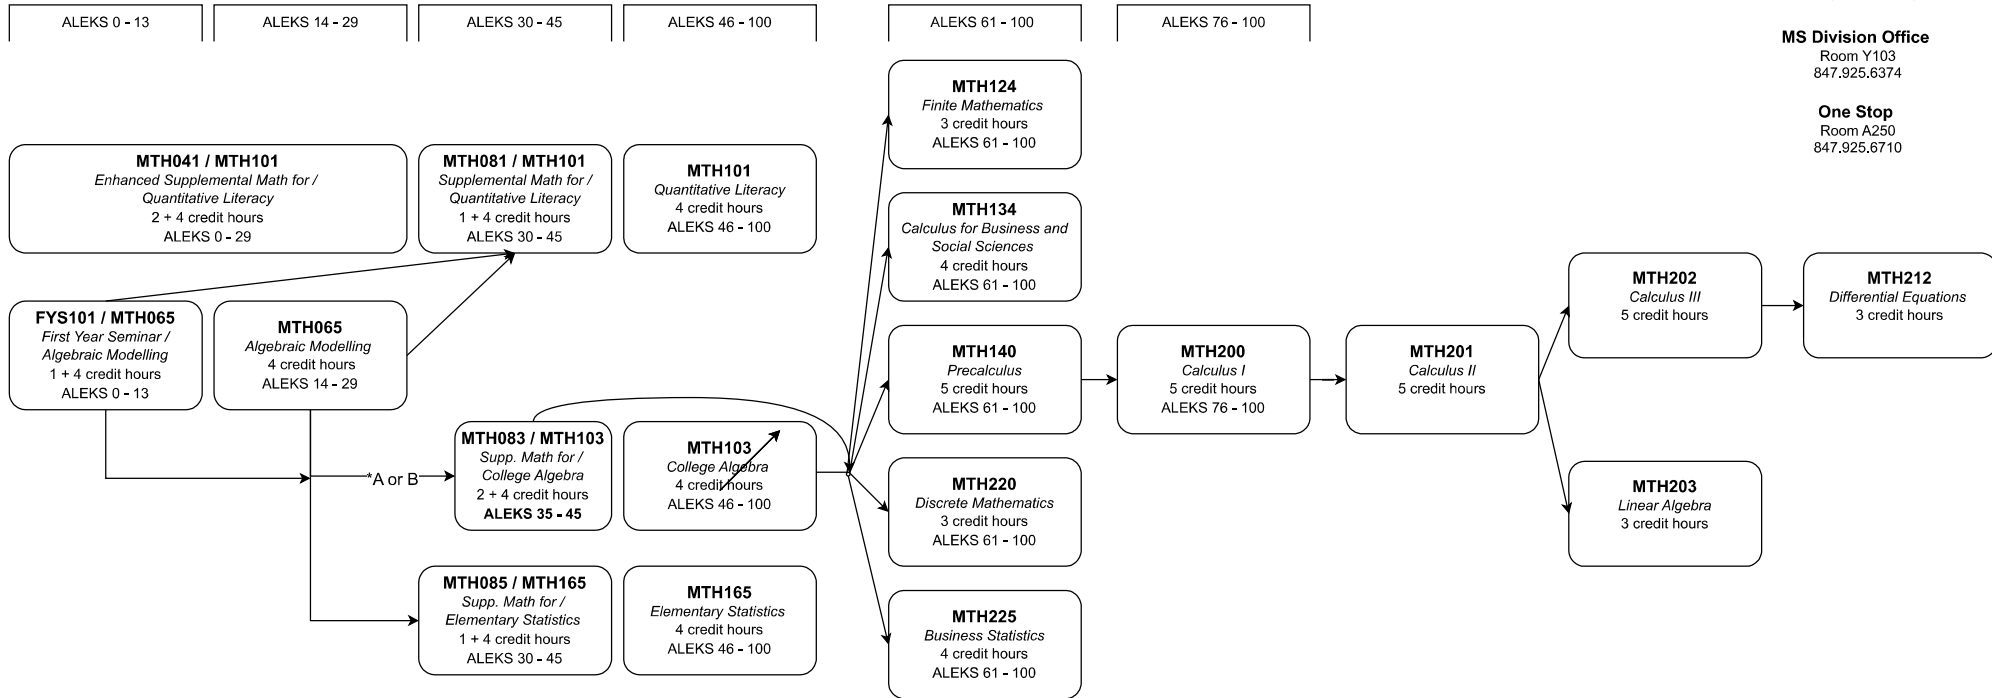 ALEKS 0 - 13
ALEKS 14 - 29
ALEKS 30 - 45
ALEKS 46 - 100
ALEKS 61 - 100
ALEKS 76 - 100
MS Division Office
Room Y103
847.925.6374
One Stop
Room A250
847.925.6710
MTH041 / MTH101
Enhanced Supplemental Math for /
Quantitative Literacy
2 + 4 credit hours
ALEKS 0 - 29
MTH081 / MTH101
Supplemental Math for /
Quantitative Literacy
1 + 4 credit hours
ALEKS 30 - 45
MTH101
Quantitative Literacy
4 credit hours
ALEKS 46 - 100
MTH124
Finite Mathematics
3 credit hours
ALEKS 61 - 100
MTH134
Calculus for Business and
Social Sciences
4 credit hours
ALEKS 61 - 100
FYS101 / MTH065
First Year Seminar /
Algebraic Modelling
1 + 4 credit hours
ALEKS 0 - 13
MTH065
Algebraic Modelling
4 credit hours
ALEKS 14 - 29
MTH140
Precalculus
5 credit hours
ALEKS 61 - 100
MTH200
Calculus I
5 credit hours
ALEKS 76 - 100
MTH201
Calculus II
5 credit hours
MTH202
Calculus III
5 credit hours
MTH212
Differential Equations
3 credit hours
*A or B
MTH083 / MTH103
Supp. Math for /
College Algebra
2 + 4 credit hours
ALEKS 35 - 45
MTH103
College Algebra
4 credit hours
ALEKS 46 - 100
MTH220
Discrete Mathematics
3 credit hours
ALEKS 61 - 100
MTH203
Linear Algebra
3 credit hours
MTH085 / MTH165
Supp. Math for /
Elementary Statistics
1 + 4 credit hours
ALEKS 30 - 45
MTH165
Elementary Statistics
4 credit hours
ALEKS 46 - 100
MTH225
Business Statistics
4 credit hours
ALEKS 61 - 100